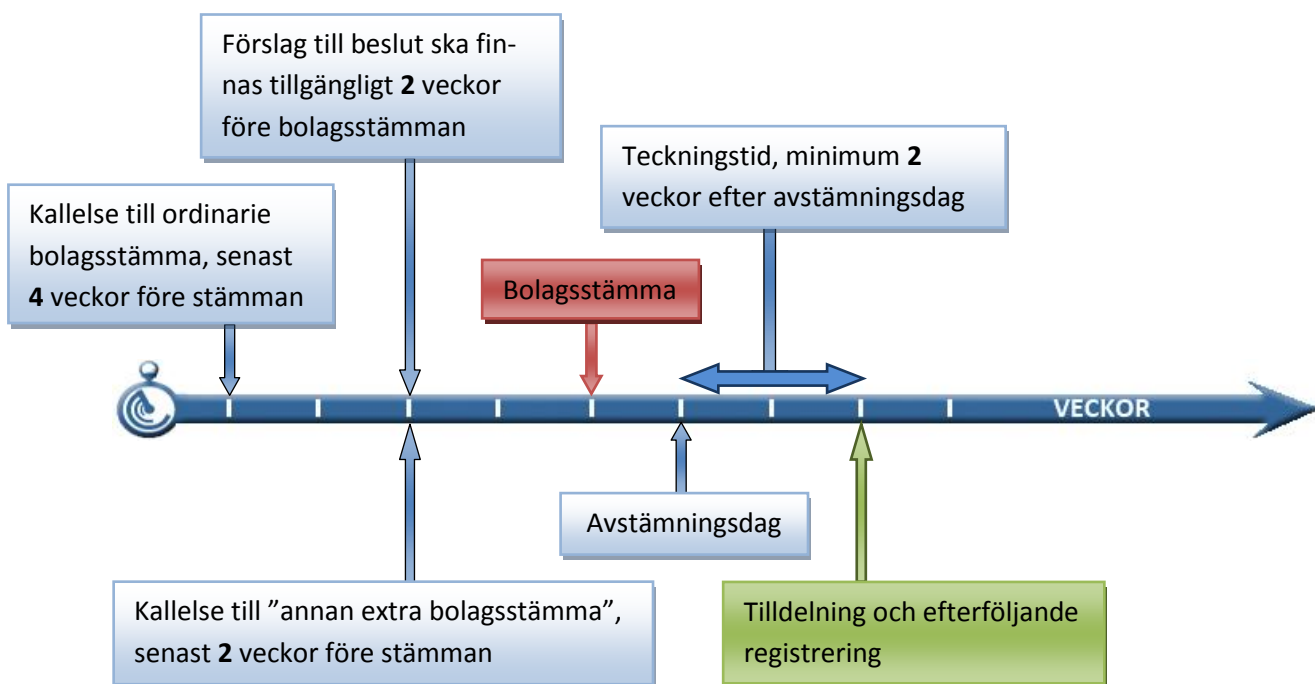 Förslag till beslut ska fin-
nas tillgängligt 2 veckor
före bolagsstämman
Teckningstid, minimum 2
veckor efter avstämningsdag
Kallelse till ordinarie
bolagsstämma, senast
4 veckor före stämman
Bolagsstämma
VECKOR
Avstämningsdag
Kallelse till ”annan extra bolagsstämma”,
senast 2 veckor före stämman
Tilldelning och efterföljande
registrering